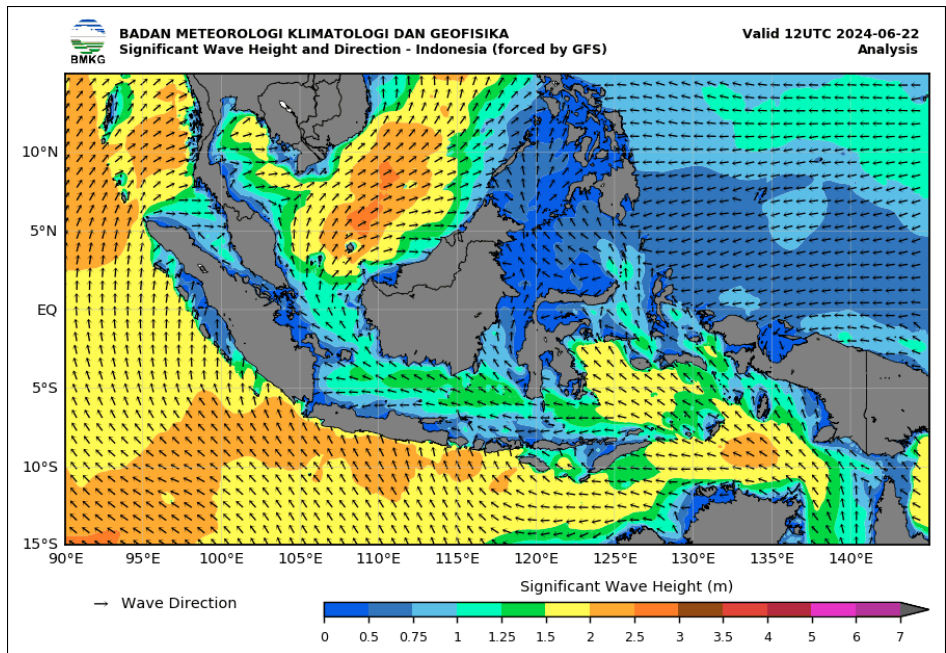 BMKG
BADAN METEOROLOGI KLIMATOLOGI DAN GEOFISIKA
Significant Wave Height and Direction - Indonesia (forced by GFS)
Valid 12UTC 2024-06-22
Analysis
10°N
5°N
EQ
5°S
10°S
15°S
90°E 95°E 100°E 105°E 110°E 115°E 120°E 125°E 130°E 135°E 140°E
Significant Wave Height (m)
→ Wave Direction
0 0.5 0.75 1 1.25 1.5 2 2.5 3 3.5 4 5 6 7